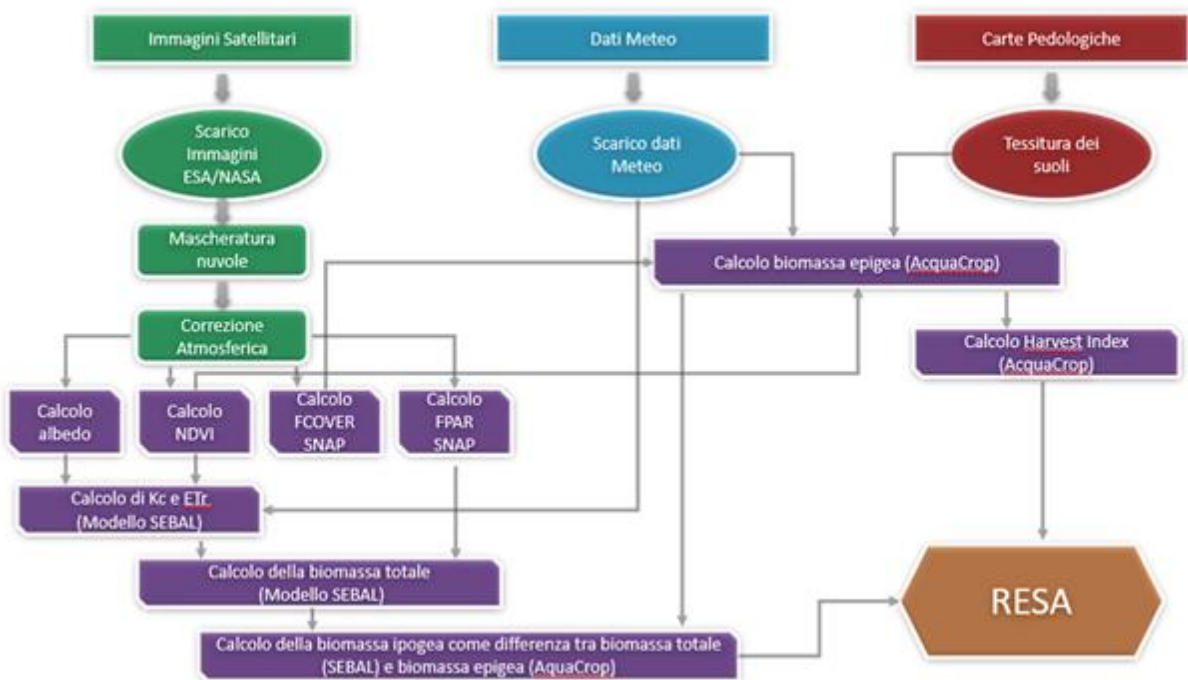 Immagini Satellitari
Dati Meteo
Carte Pedologiche
Scarico
Immagini
ESA/NASA
Scarico dati
Meteo
Tessitura dei
suoli
Mascheratura
nuvole
Calcolo biomassa epigea (AcquaCrop)
Correzione
Atmosferica
Calcolo Harvest Index
(AcquaCrop)
Calcolo
albedo
Calcolo
NDVI
Calcolo
FCOVER
SNAP
Calcolo
FPAR
SNAP
Calcolo di Kc e ETr
(Modello SEBAL)
Calcolo della biomassa totale
(Modello SEBAL)
RESA
Calcolo della biomassa ipogea come differenza tra biomassa totale
(SEBAL) e biomassa epigea (AquaCrop)